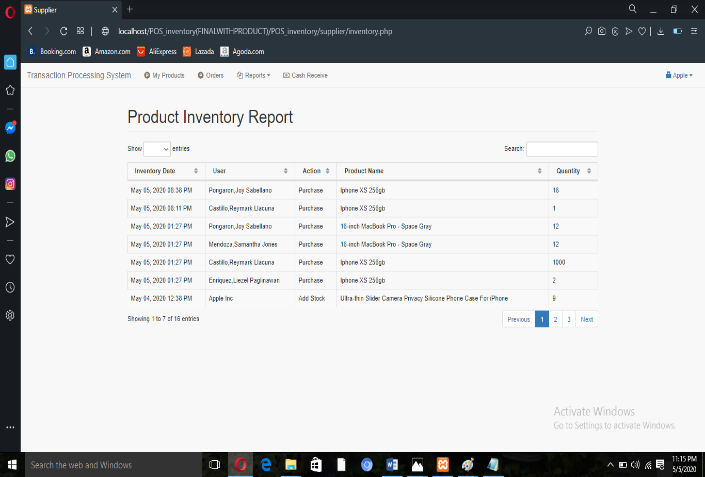 Supplier
localhost/POS_inventory(FINALWITHPRODUCT)/POS_inventory/supplier/inventory.php
B. Booking.com a Amazon.com AliExpress Lazada Agoda.com
Transaction Processing System My Products Orders Reports Cash Receive Apple
Product Inventory Report
Show entries Search:
Inventory Date User Action Product Name Quantity
May 05, 2020 08:38 PM Pongaron,Joy Sabellano Purchase Iphone XS 256gb 16
May 05, 2020 08:11 PM Castillo,Reymark Llacuna Purchase Iphone XS 256gb 1
May 05, 2020 01:27 PM Pongaron,Joy Sabellano Purchase 16-inch MacBook Pro - Space Gray 12
May 05, 2020 01:27 PM Mendoza,Samantha Jones Purchase 16-inch MacBook Pro - Space Gray 12
May 05, 2020 01:27 PM Castillo,Reymark Llacuna Purchase Iphone XS 256gb 1000
May 05, 2020 01:27 PM Enriquez,Liezel Paglinawan Purchase Iphone XS 256gb 2
May 04, 2020 12:38 PM Apple Inc Add Stock Ultra-thin Slider Camera Privacy Silicone Phone Case For iPhone 9
Showing 1 to 7 of 16 entries Previous 1 2 3 Next
Activate Windows
Go to Settings to activate Windows.
Search the web and Windows
11:15 PM
5/5/2020